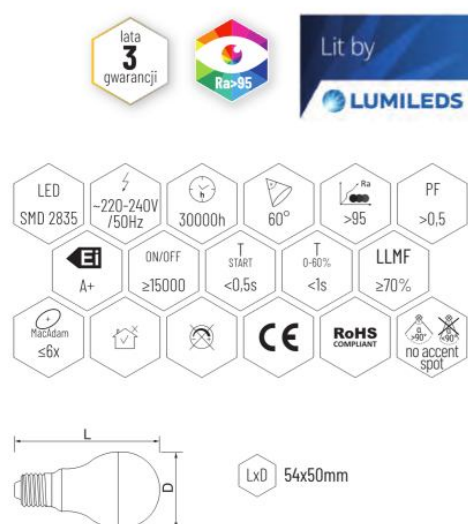 lata
3
gwarancji
Ra>95
Lit by
LUMILEDS
LED
SMD 2835
~220-240V
/50Hz
h
30000h
60°
Ra
>95
PF
>0,5
Ei
A+
ON/OFF
≥15000
T
START
<0,5s
T
0-60%
<1s
LLMF
≥70%
MacAdam
≤6x
CE
RoHS
COMPLIANT
>90°
<90°
no accent
spot
L
D
LxD
54x50mm